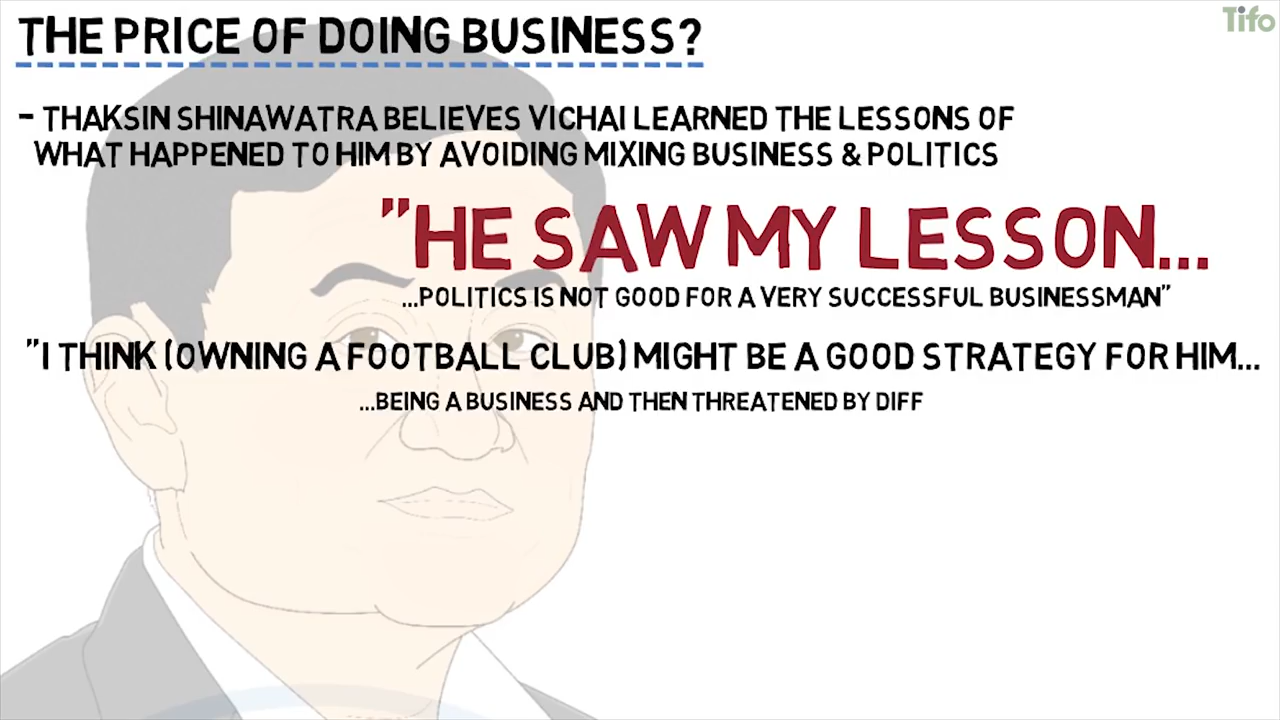 THE PRICE OF DOING BUSINESS?
Tifo
- THAKSIN SHINAWATRA BELIEVES VICHAI LEARNED THE LESSONS OF
WHAT HAPPENED TO HIM BY AVOIDING MIXING BUSINESS & POLITICS
"HE SAW MY LESSON...
...POLITICS IS NOT GOOD FOR A VERY SUCCESSFUL BUSINESSMAN"
"I THINK (OWNING A FOOTBALL CLUB) MIGHT BE A GOOD STRATEGY FOR HIM...
...BEING A BUSINESS AND THEN THREATENED BY DIFF